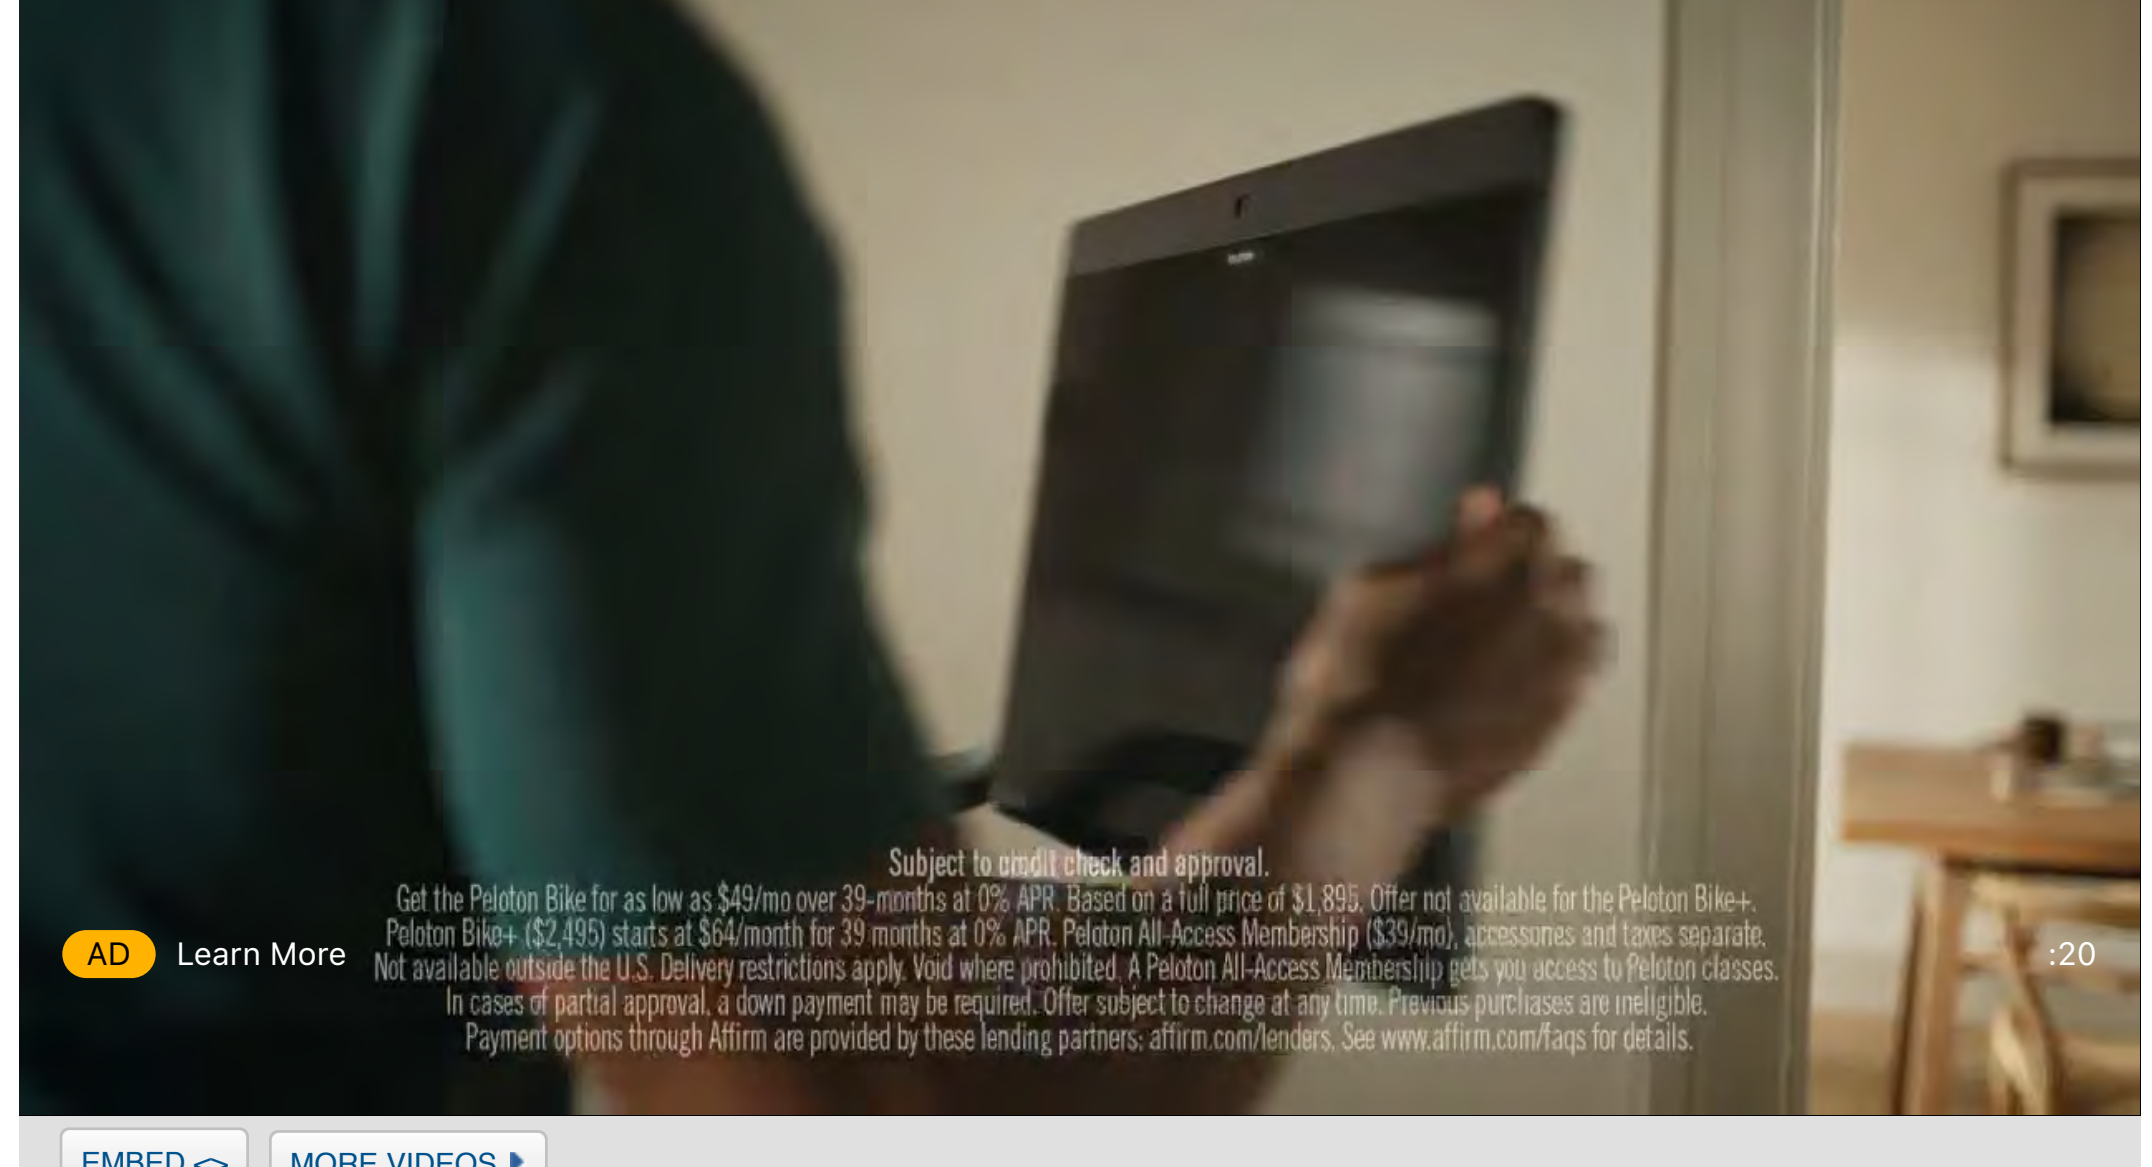 Subject to credit check and approval.
Get the Peloton Bike for as low as $49/mo over 39-months at 0% APR. Based on a full price of $1,895. Offer not available for the Peloton Bike+.
Peloton Bike+ ($2,495) starts at $64/month for 39 months at 0% APR. Peloton All-Access Membership ($39/mo), accessories and taxes separate.
AD Learn More
:20
Not available outside the U.S. Delivery restrictions apply. Void where prohibited. A Peloton All-Access Membership gets you access to Peloton classes.
In cases of partial approval, a down payment may be required. Offer subject to change at any time. Previous purchases are ineligible.
Payment options through Affirm are provided by these lending partners: affirm.com/lenders. See www.affirm.com/faqs for details.
EMBED <>
MORE VIDEOS